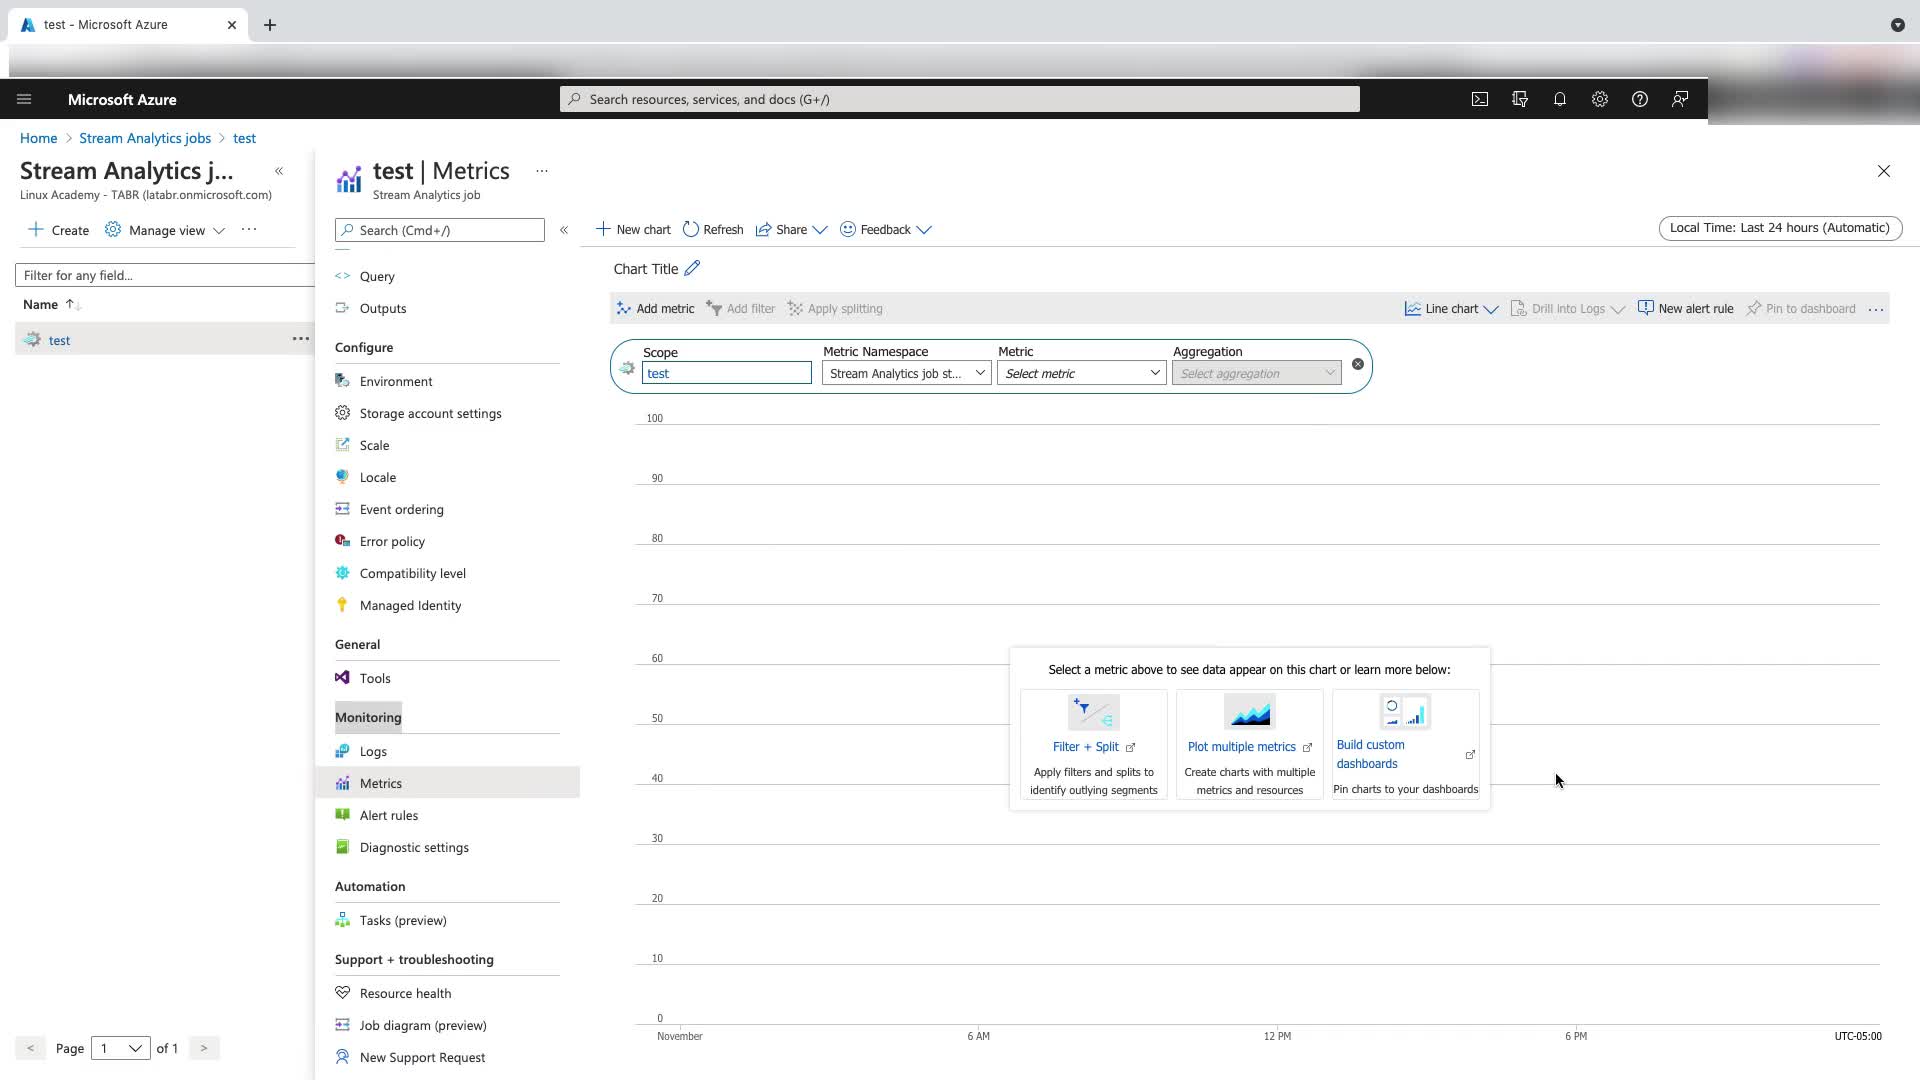 test - Microsoft Azure
Microsoft Azure
Search resources, services, and docs (G+/)
Home > Stream Analytics jobs > test
Stream Analytics j...
Linux Academy - TABR (latabr.onmicrosoft.com)
Create
Manage view
Filter for any field...
Name
test
Page 1 of 1
test | Metrics
Stream Analytics job
Search (Cmd+/)
Query
Outputs
Configure
Environment
Storage account settings
Scale
Locale
Event ordering
Error policy
Compatibility level
Managed Identity
General
Tools
Monitoring
Logs
Metrics
Alert rules
Diagnostic settings
Automation
Tasks (preview)
Support + troubleshooting
Resource health
Job diagram (preview)
New Support Request
New chart
Refresh
Share
Feedback
Local Time: Last 24 hours (Automatic)
Chart Title
Add metric
Add filter
Apply splitting
Line chart
Drill into Logs
New alert rule
Pin to dashboard
Scope
test
Metric Namespace
Stream Analytics job st...
Metric
Select metric
Aggregation
Select aggregation
100
90
80
70
60
50
40
30
20
10
0
Select a metric above to see data appear on this chart or learn more below:
Filter + Split
Apply filters and splits to
identify outlying segments
Plot multiple metrics
Create charts with multiple
metrics and resources
Build custom
dashboards
Pin charts to your dashboards
November
6 AM
12 PM
6 PM
UTC-05:00